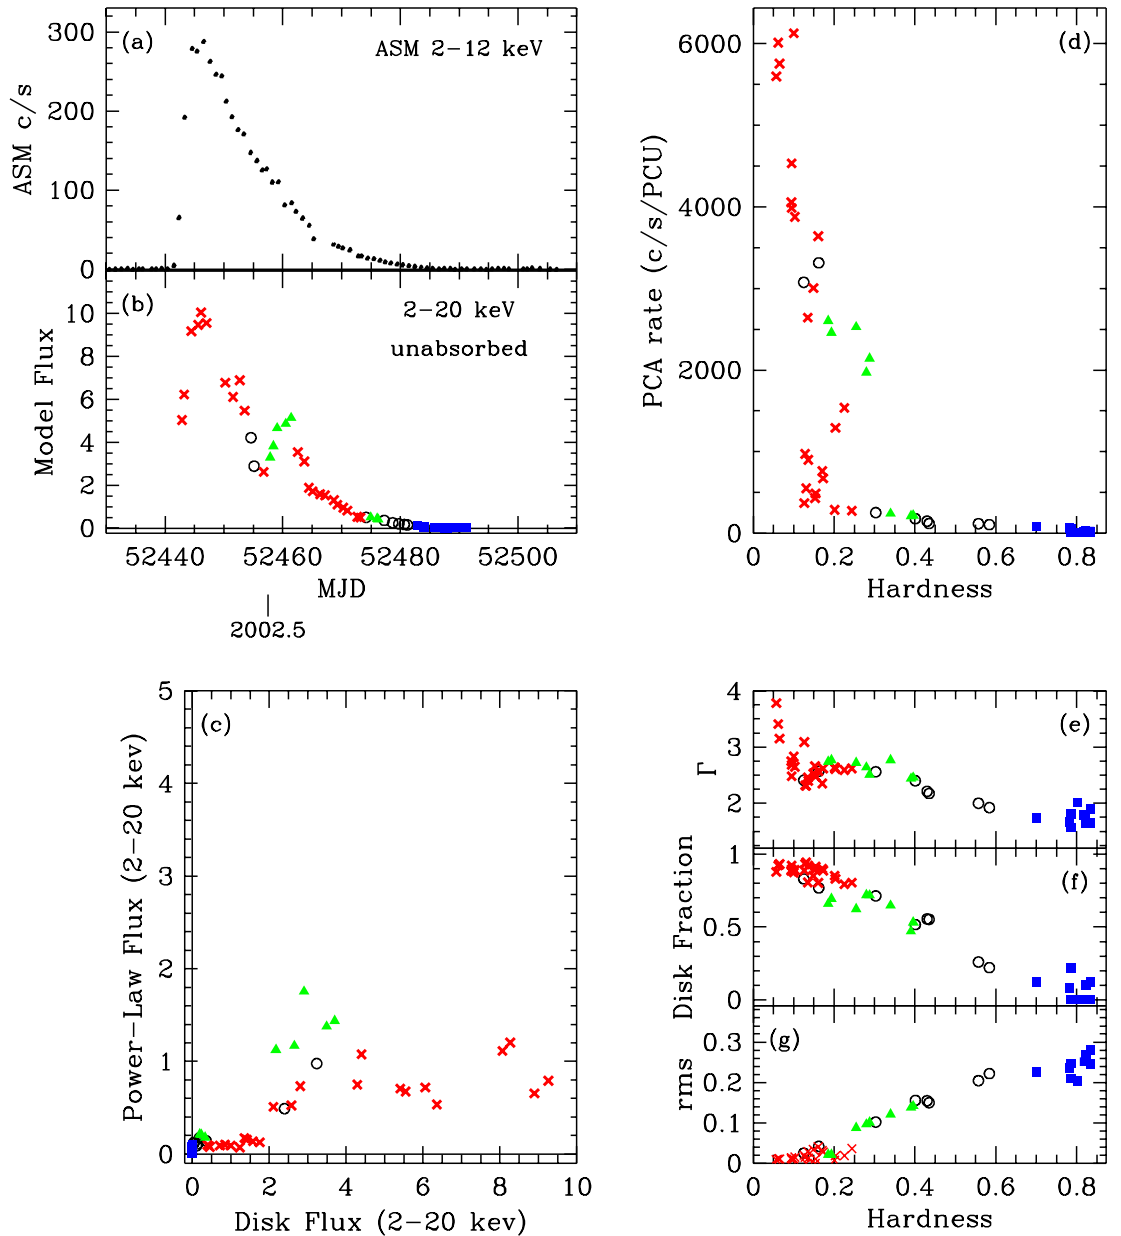 (a)
ASM 2-12 keV
300
200
100
0
ASM c/s
(b)
2-20 keV
unabsorbed
10
8
6
4
2
0
Model Flux
52440 52460 52480 52500
MJD
2002.5
(d)
6000
4000
2000
0
PCA rate (c/s/PCU)
0 0.2 0.4 0.6 0.8
Hardness
(c)
5
4
3
2
1
0
Power-Law Flux (2-20 kev)
0 2 4 6 8 10
Disk Flux (2-20 kev)
(e)
4
3
2
Γ
(f)
1
0.5
0
Disk Fraction
(g)
0.3
0.2
0.1
0
rms
0 0.2 0.4 0.6 0.8
Hardness